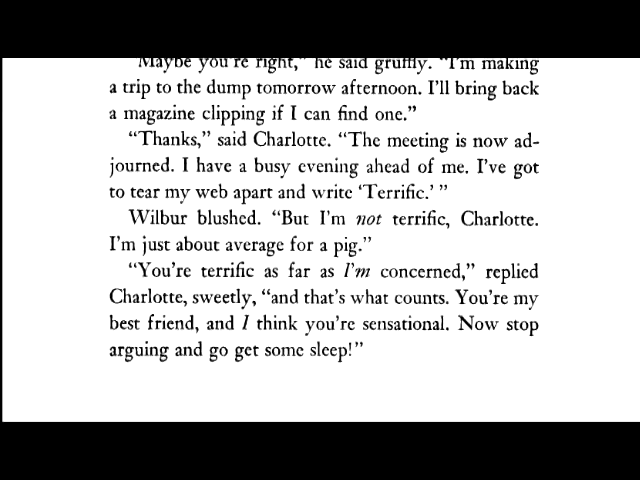 "Maybe you're right," he said gruffly. "I'm making
a trip to the dump tomorrow afternoon. I'll bring back
a magazine clipping if I can find one."
"Thanks," said Charlotte. "The meeting is now ad-
journed. I have a busy evening ahead of me. I've got
to tear my web apart and write 'Terrific.' "
Wilbur blushed. "But I'm not terrific, Charlotte.
I'm just about average for a pig."
"You're terrific as far as I'm concerned," replied
Charlotte, sweetly, "and that's what counts. You're my
best friend, and I think you're sensational. Now stop
arguing and go get some sleep!"